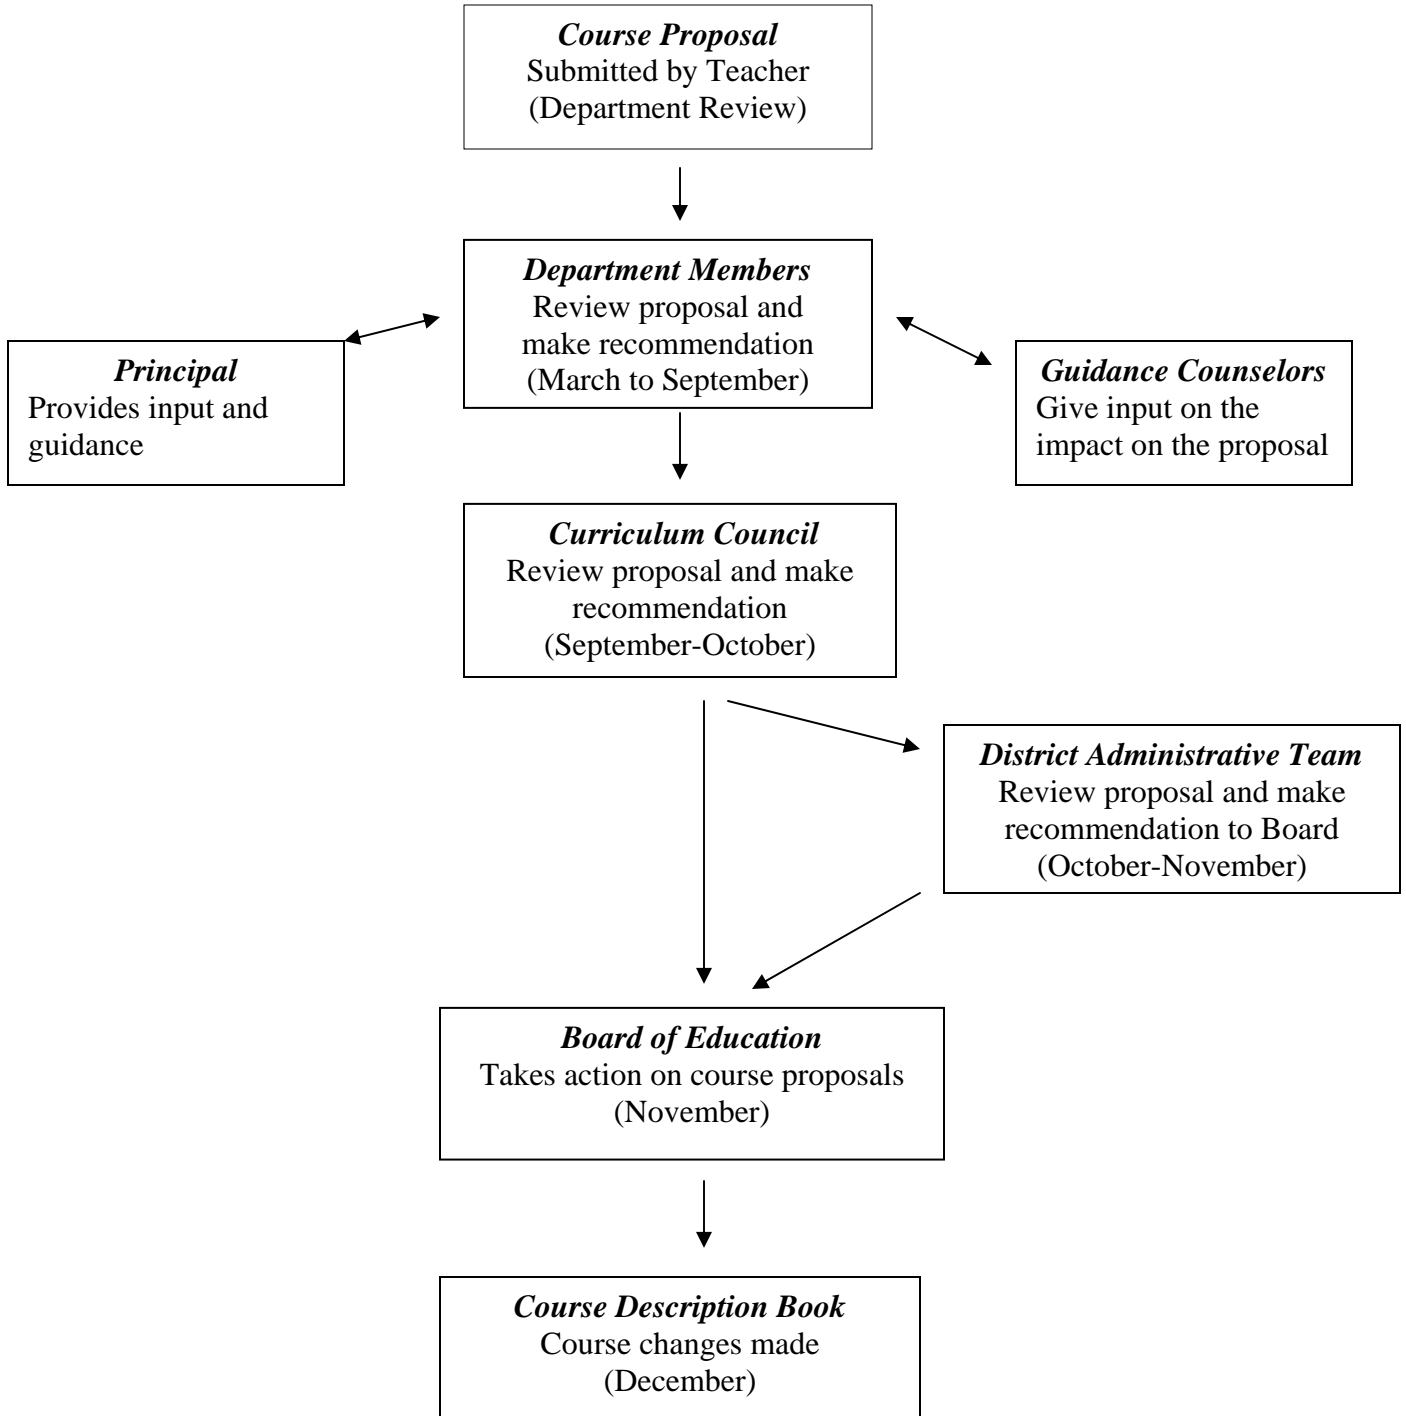 Course Proposal
Submitted by Teacher
(Department Review)
Department Members
Review proposal and
make recommendation
(March to September)
Principal
Provides input and
guidance
Guidance Counselors
Give input on the
impact on the proposal
Curriculum Council
Review proposal and make
recommendation
(September-October)
District Administrative Team
Review proposal and make
recommendation to Board
(October-November)
Board of Education
Takes action on course proposals
(November)
Course Description Book
Course changes made
(December)